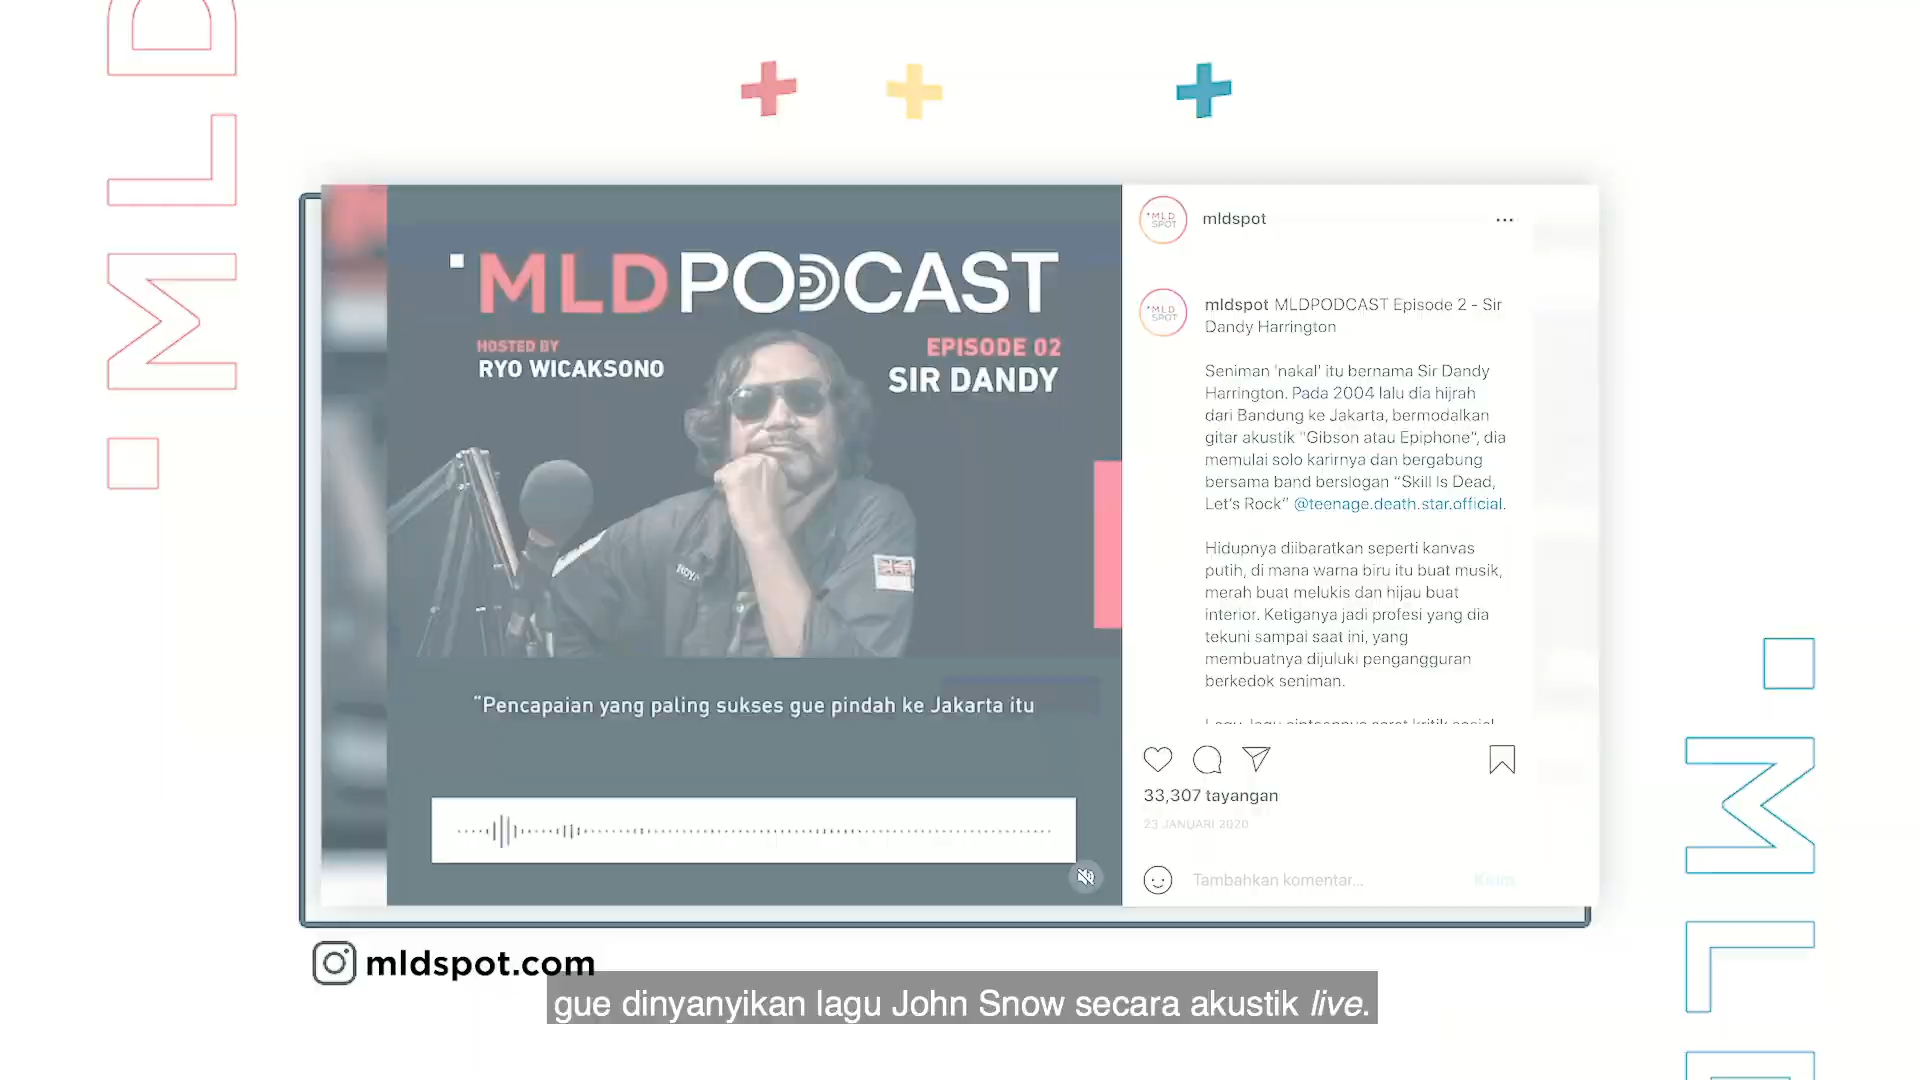 MLD
MLDPODCAST
HOSTED BY
RYO WICAKSONO
EPISODE 02
SIR DANDY
"Pencapaian yang paling sukses gue pindah ke Jakarta itu
MLD
SPOT
mldspot
...
MLD
SPOT
mldspot MLDPODCAST Episode 2 - Sir
Dandy Harrington
Seniman 'nakal' itu bernama Sir Dandy
Harrington. Pada 2004 lalu dia hijrah
dari Bandung ke Jakarta, bermodalkan
gitar akustik "Gibson atau Epiphone", dia
memulai solo karirnya dan bergabung
bersama band berslogan “Skill Is Dead,
Let’s Rock” @teenage.death.star.official.
Hidupnya diibaratkan seperti kanvas
putih, di mana warna biru itu buat musik,
merah buat melukis dan hijau buat
interior. Ketiganya jadi profesi yang dia
tekuni sampai saat ini, yang
membuatnya dijuluki pengangguran
berkedok seniman.
33,307 tayangan
23 JANUARI 2020
Tambahkan komentar...
Kirim
mldspot.com
gue dinyanyikan lagu John Snow secara akustik live.
ML